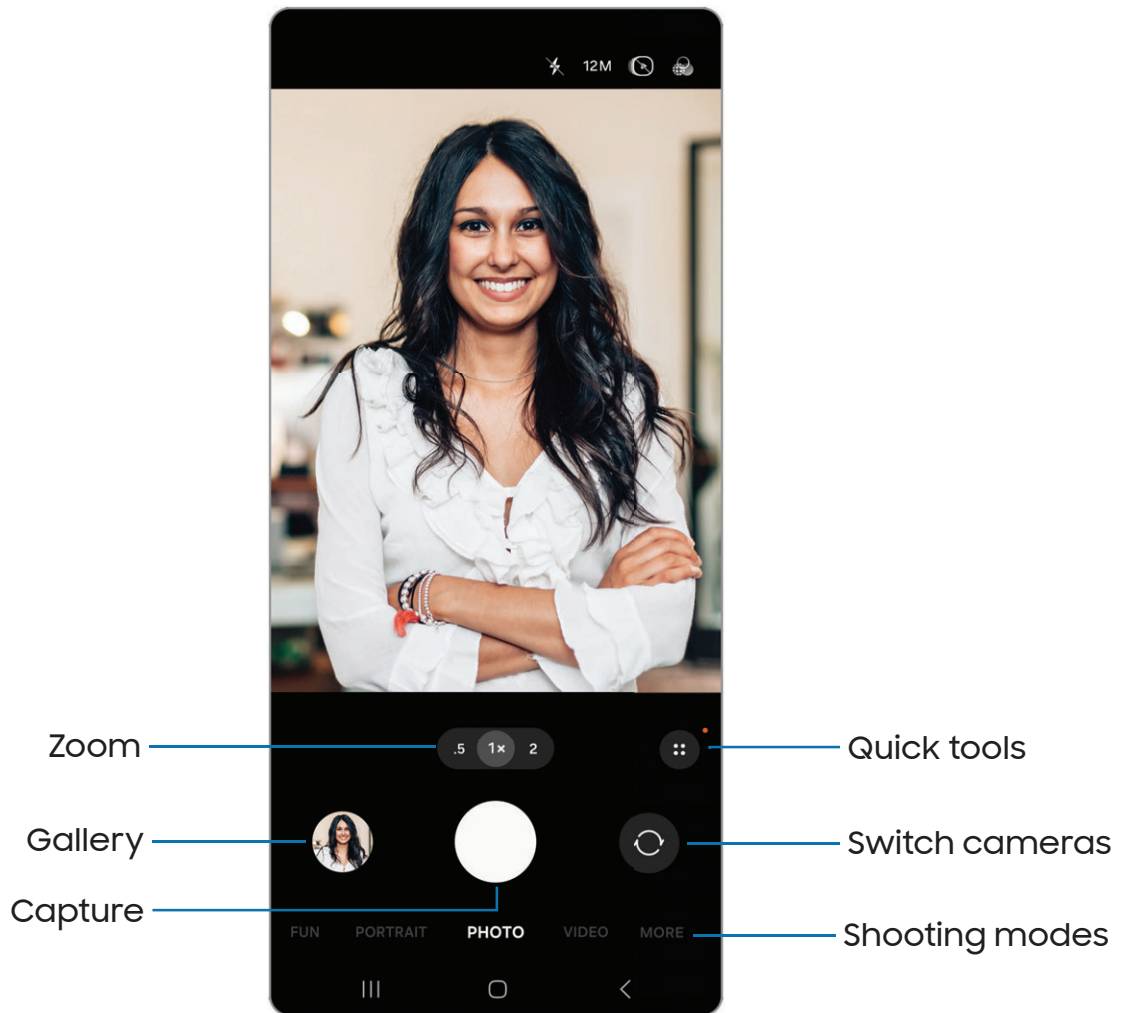 12M
Zoom
.5 1× 2
Quick tools
Gallery
Switch cameras
Capture
FUN PORTRAIT PHOTO VIDEO MORE
Shooting modes